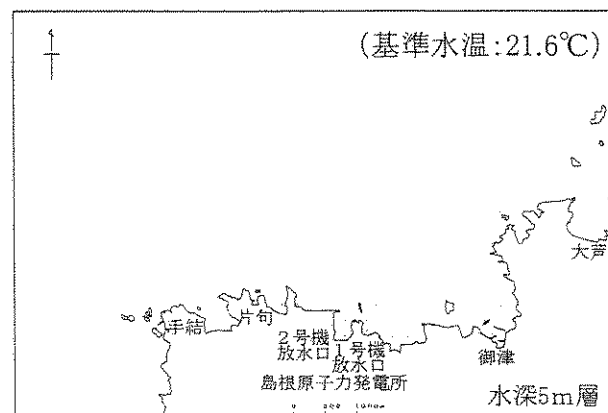 (基準水温:21.6℃)
大芦
片句
手結
2号機
放水口
1号機
放水口
御津
島根原子力発電所
水深5m層